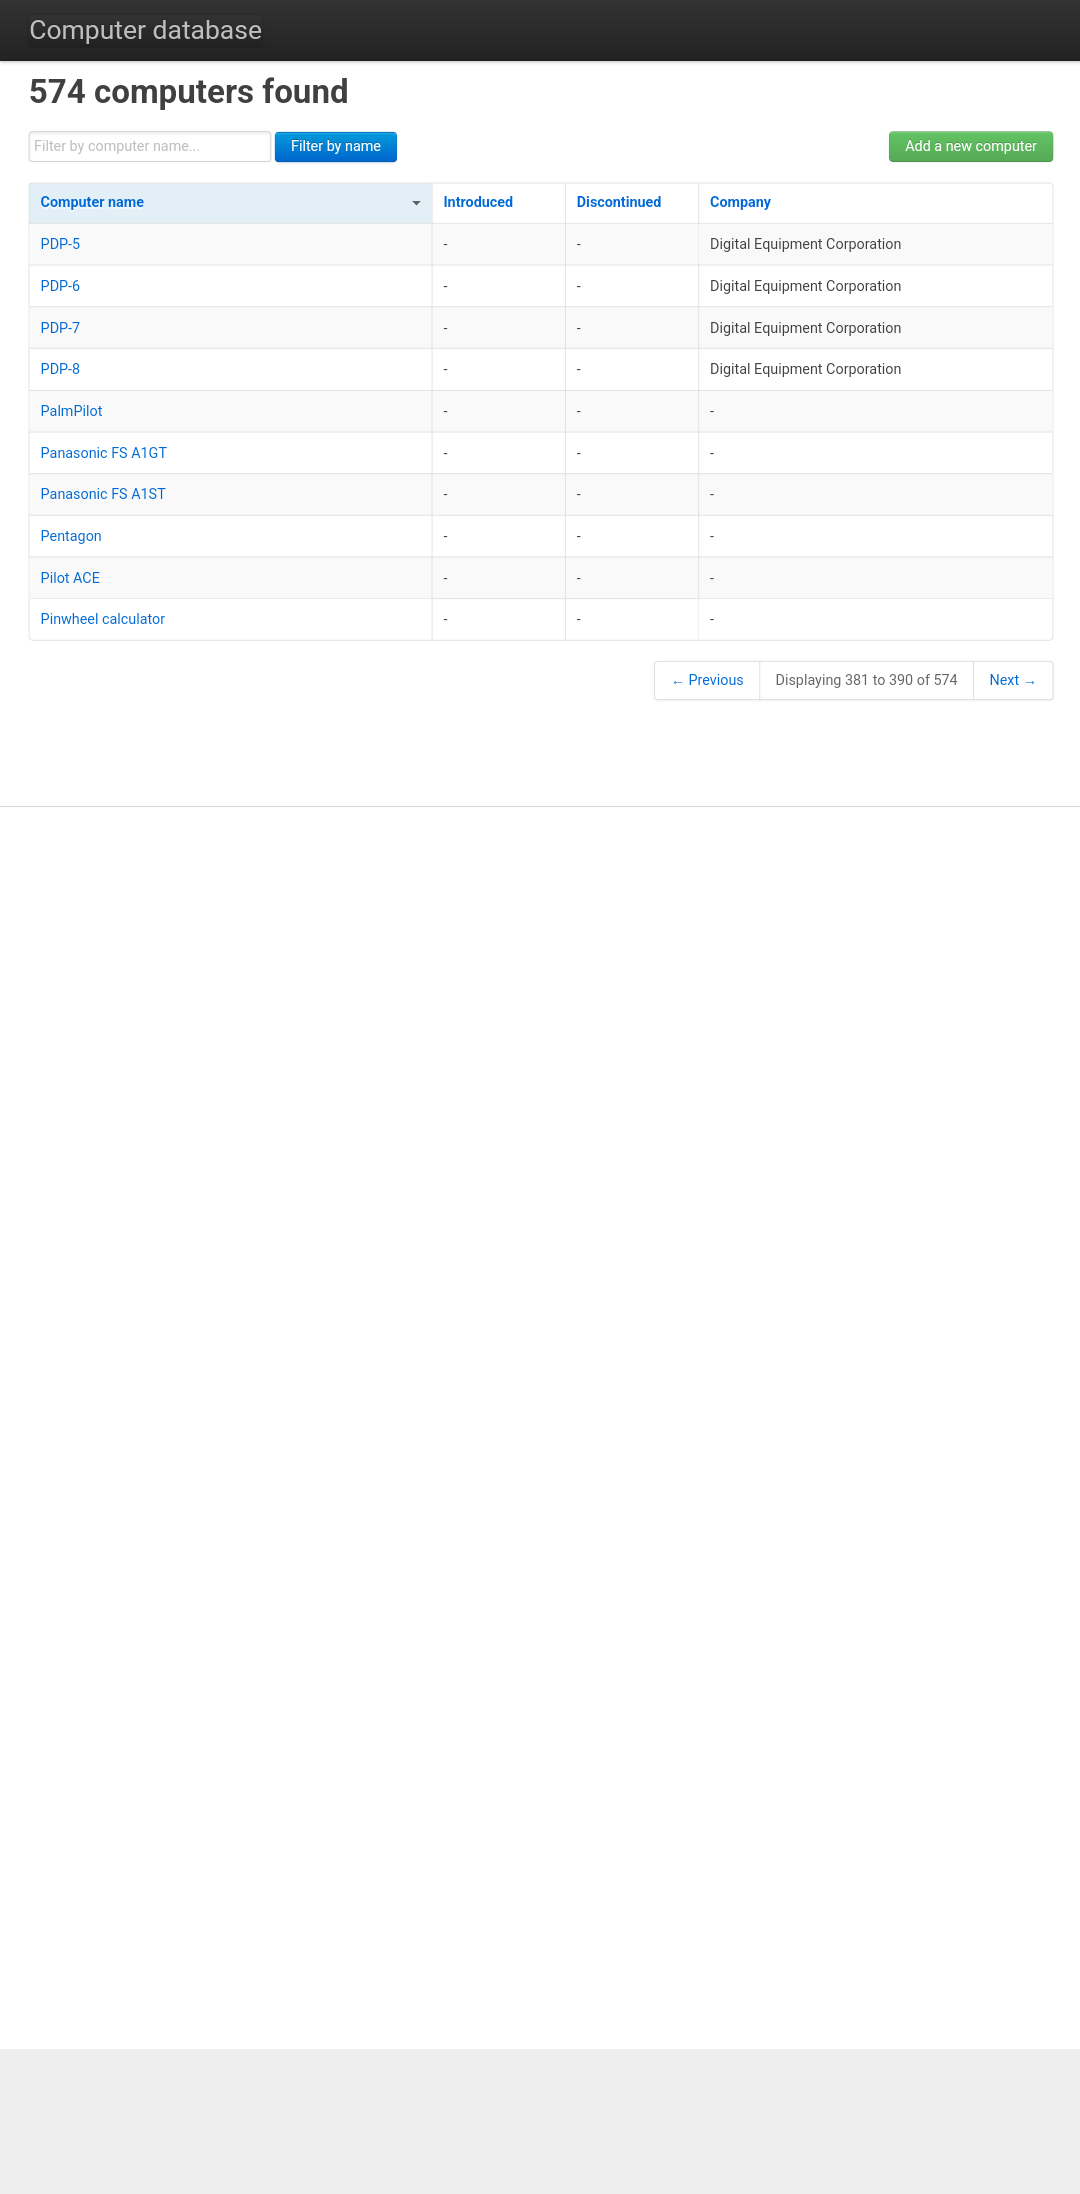 Computer database
574 computers found
Filter by computer name... Filter by name Add a new computer
Computer name Introduced Discontinued Company
PDP-5 - - Digital Equipment Corporation
PDP-6 - - Digital Equipment Corporation
PDP-7 - - Digital Equipment Corporation
PDP-8 - - Digital Equipment Corporation
PalmPilot - - -
Panasonic FS A1GT - - -
Panasonic FS A1ST - - -
Pentagon - - -
Pilot ACE - - -
Pinwheel calculator - - -
← Previous Displaying 381 to 390 of 574 Next →